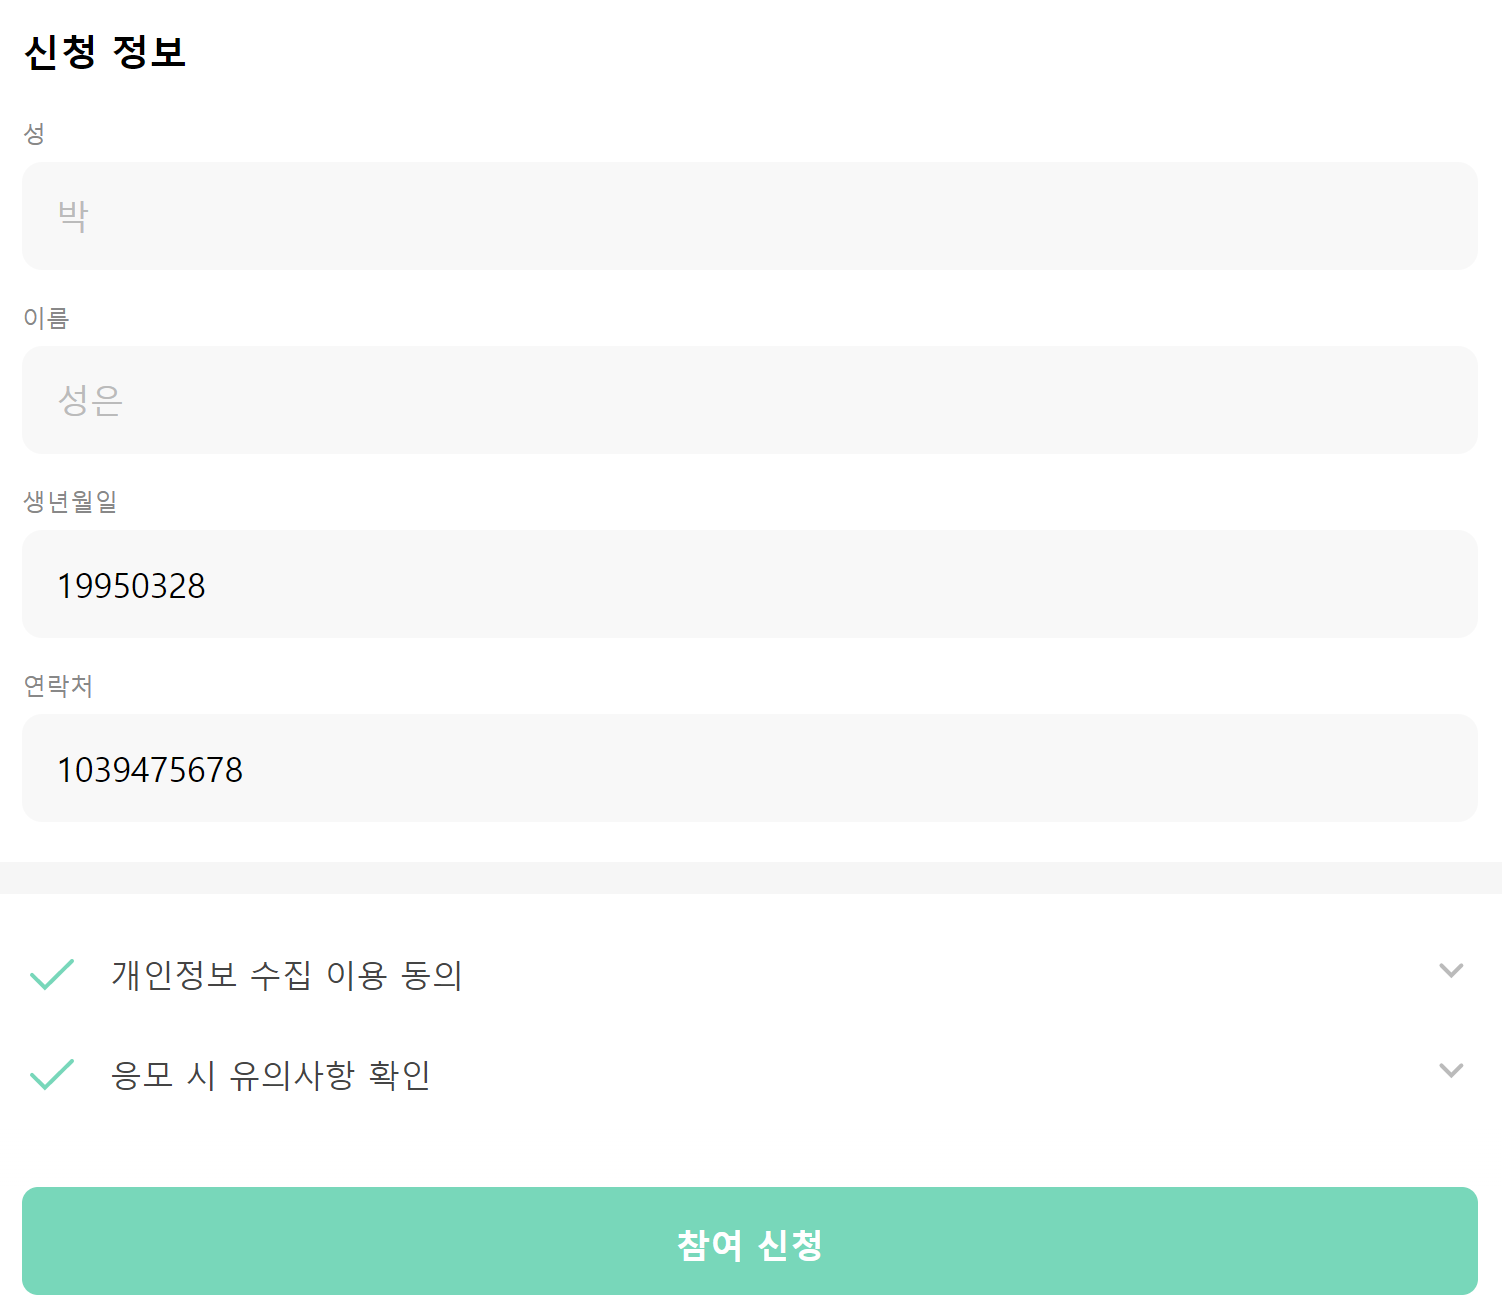 신청 정보
성
박
이름
성은
생년월일
19950328
연락처
1039475678
개인정보 수집 이용 동의
응모 시 유의사항 확인
참여 신청